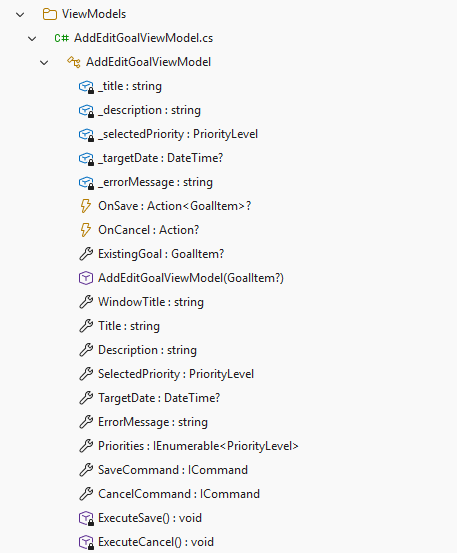 ViewModels
C# AddEditGoalViewModel.cs
AddEditGoalViewModel
_title : string
_description : string
_selectedPriority : PriorityLevel
_targetDate : DateTime?
_errorMessage : string
OnSave : Action<GoalItem>?
OnCancel : Action?
ExistingGoal : GoalItem?
AddEditGoalViewModel(GoalItem?)
WindowTitle : string
Title : string
Description : string
SelectedPriority : PriorityLevel
TargetDate : DateTime?
ErrorMessage : string
Priorities : IEnumerable<PriorityLevel>
SaveCommand : ICommand
CancelCommand : ICommand
ExecuteSave() : void
ExecuteCancel() : void